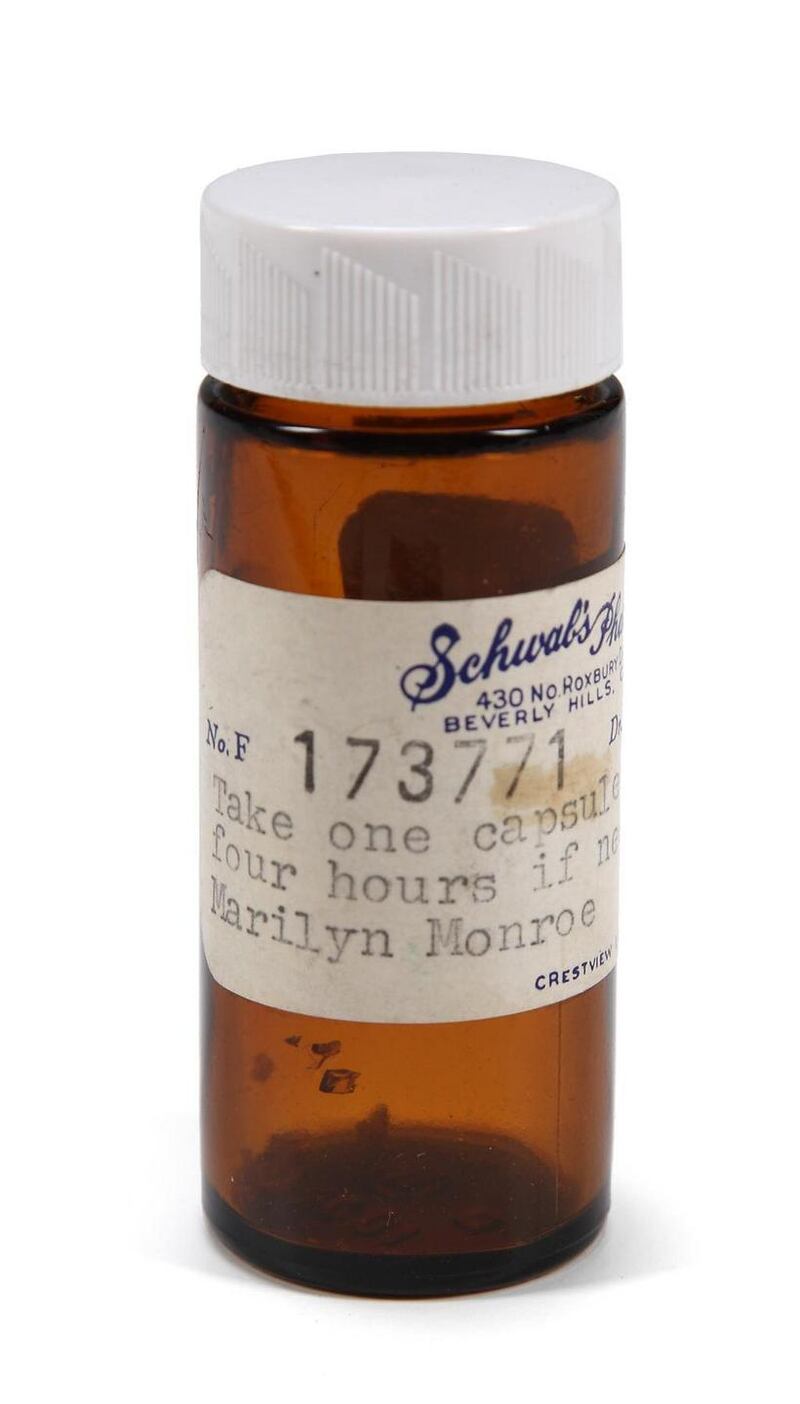 Schwab's
430 No. Roxbury
BEVERLY HILLS,
No. F 173771
Take one capsule
four hours if
Marilyn Monroe
CRESTVIEW